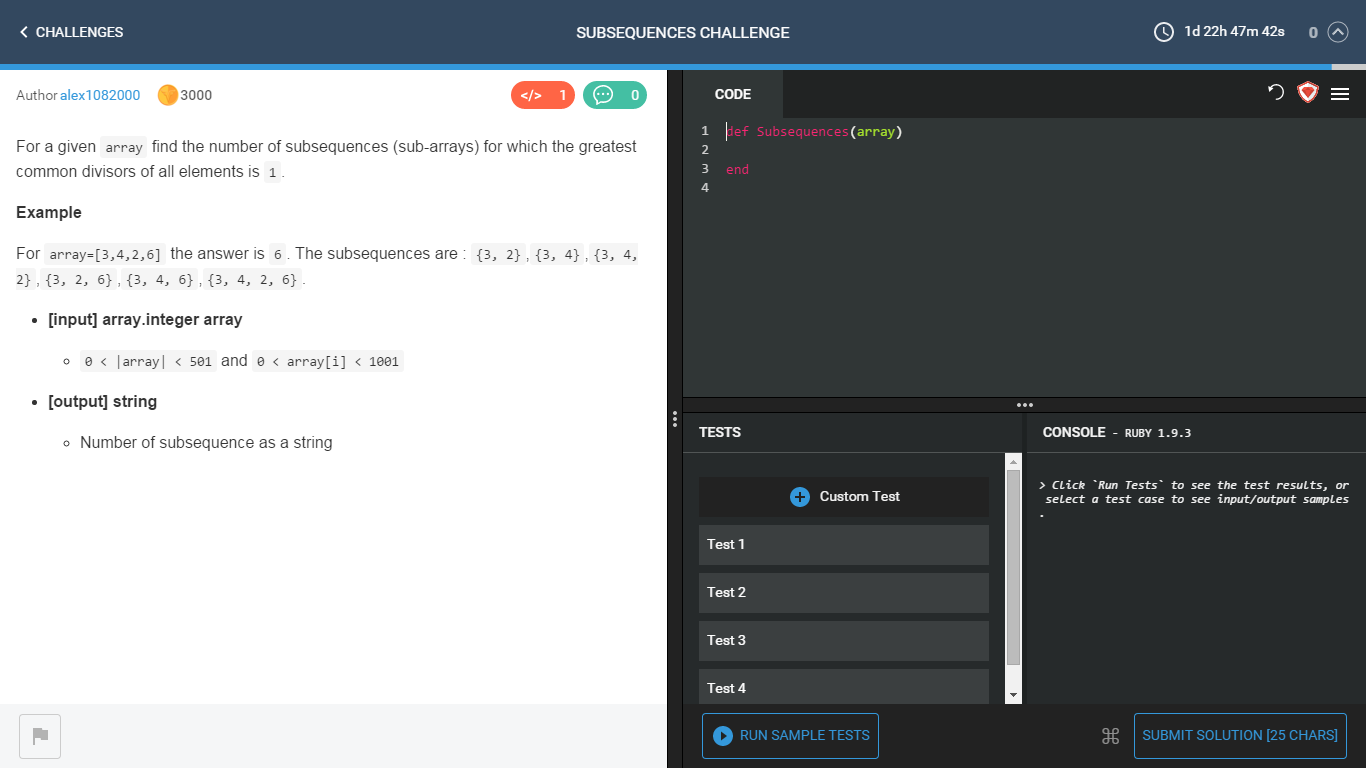 CHALLENGES
SUBSEQUENCES CHALLENGE
1d 22h 47m 42s
0
Author alex1082000
3000
</> 1
0
For a given array find the number of subsequences (sub-arrays) for which the greatest
common divisors of all elements is 1.
Example
For array=[3,4,2,6] the answer is 6. The subsequences are : {3, 2}, {3, 4}, {3, 4,
2}, {3, 2, 6}, {3, 4, 6}, {3, 4, 2, 6}.
• [input] array.integer array
◦ 0 < |array| < 501 and 0 < array[i] < 1001
• [output] string
◦ Number of subsequence as a string
CODE
1 def Subsequences(array)
2
3 end
4
TESTS
Custom Test
Test 1
Test 2
Test 3
Test 4
CONSOLE - RUBY 1.9.3
> Click `Run Tests` to see the test results, or
select a test case to see input/output samples
.
RUN SAMPLE TESTS
⌘
SUBMIT SOLUTION [25 CHARS]